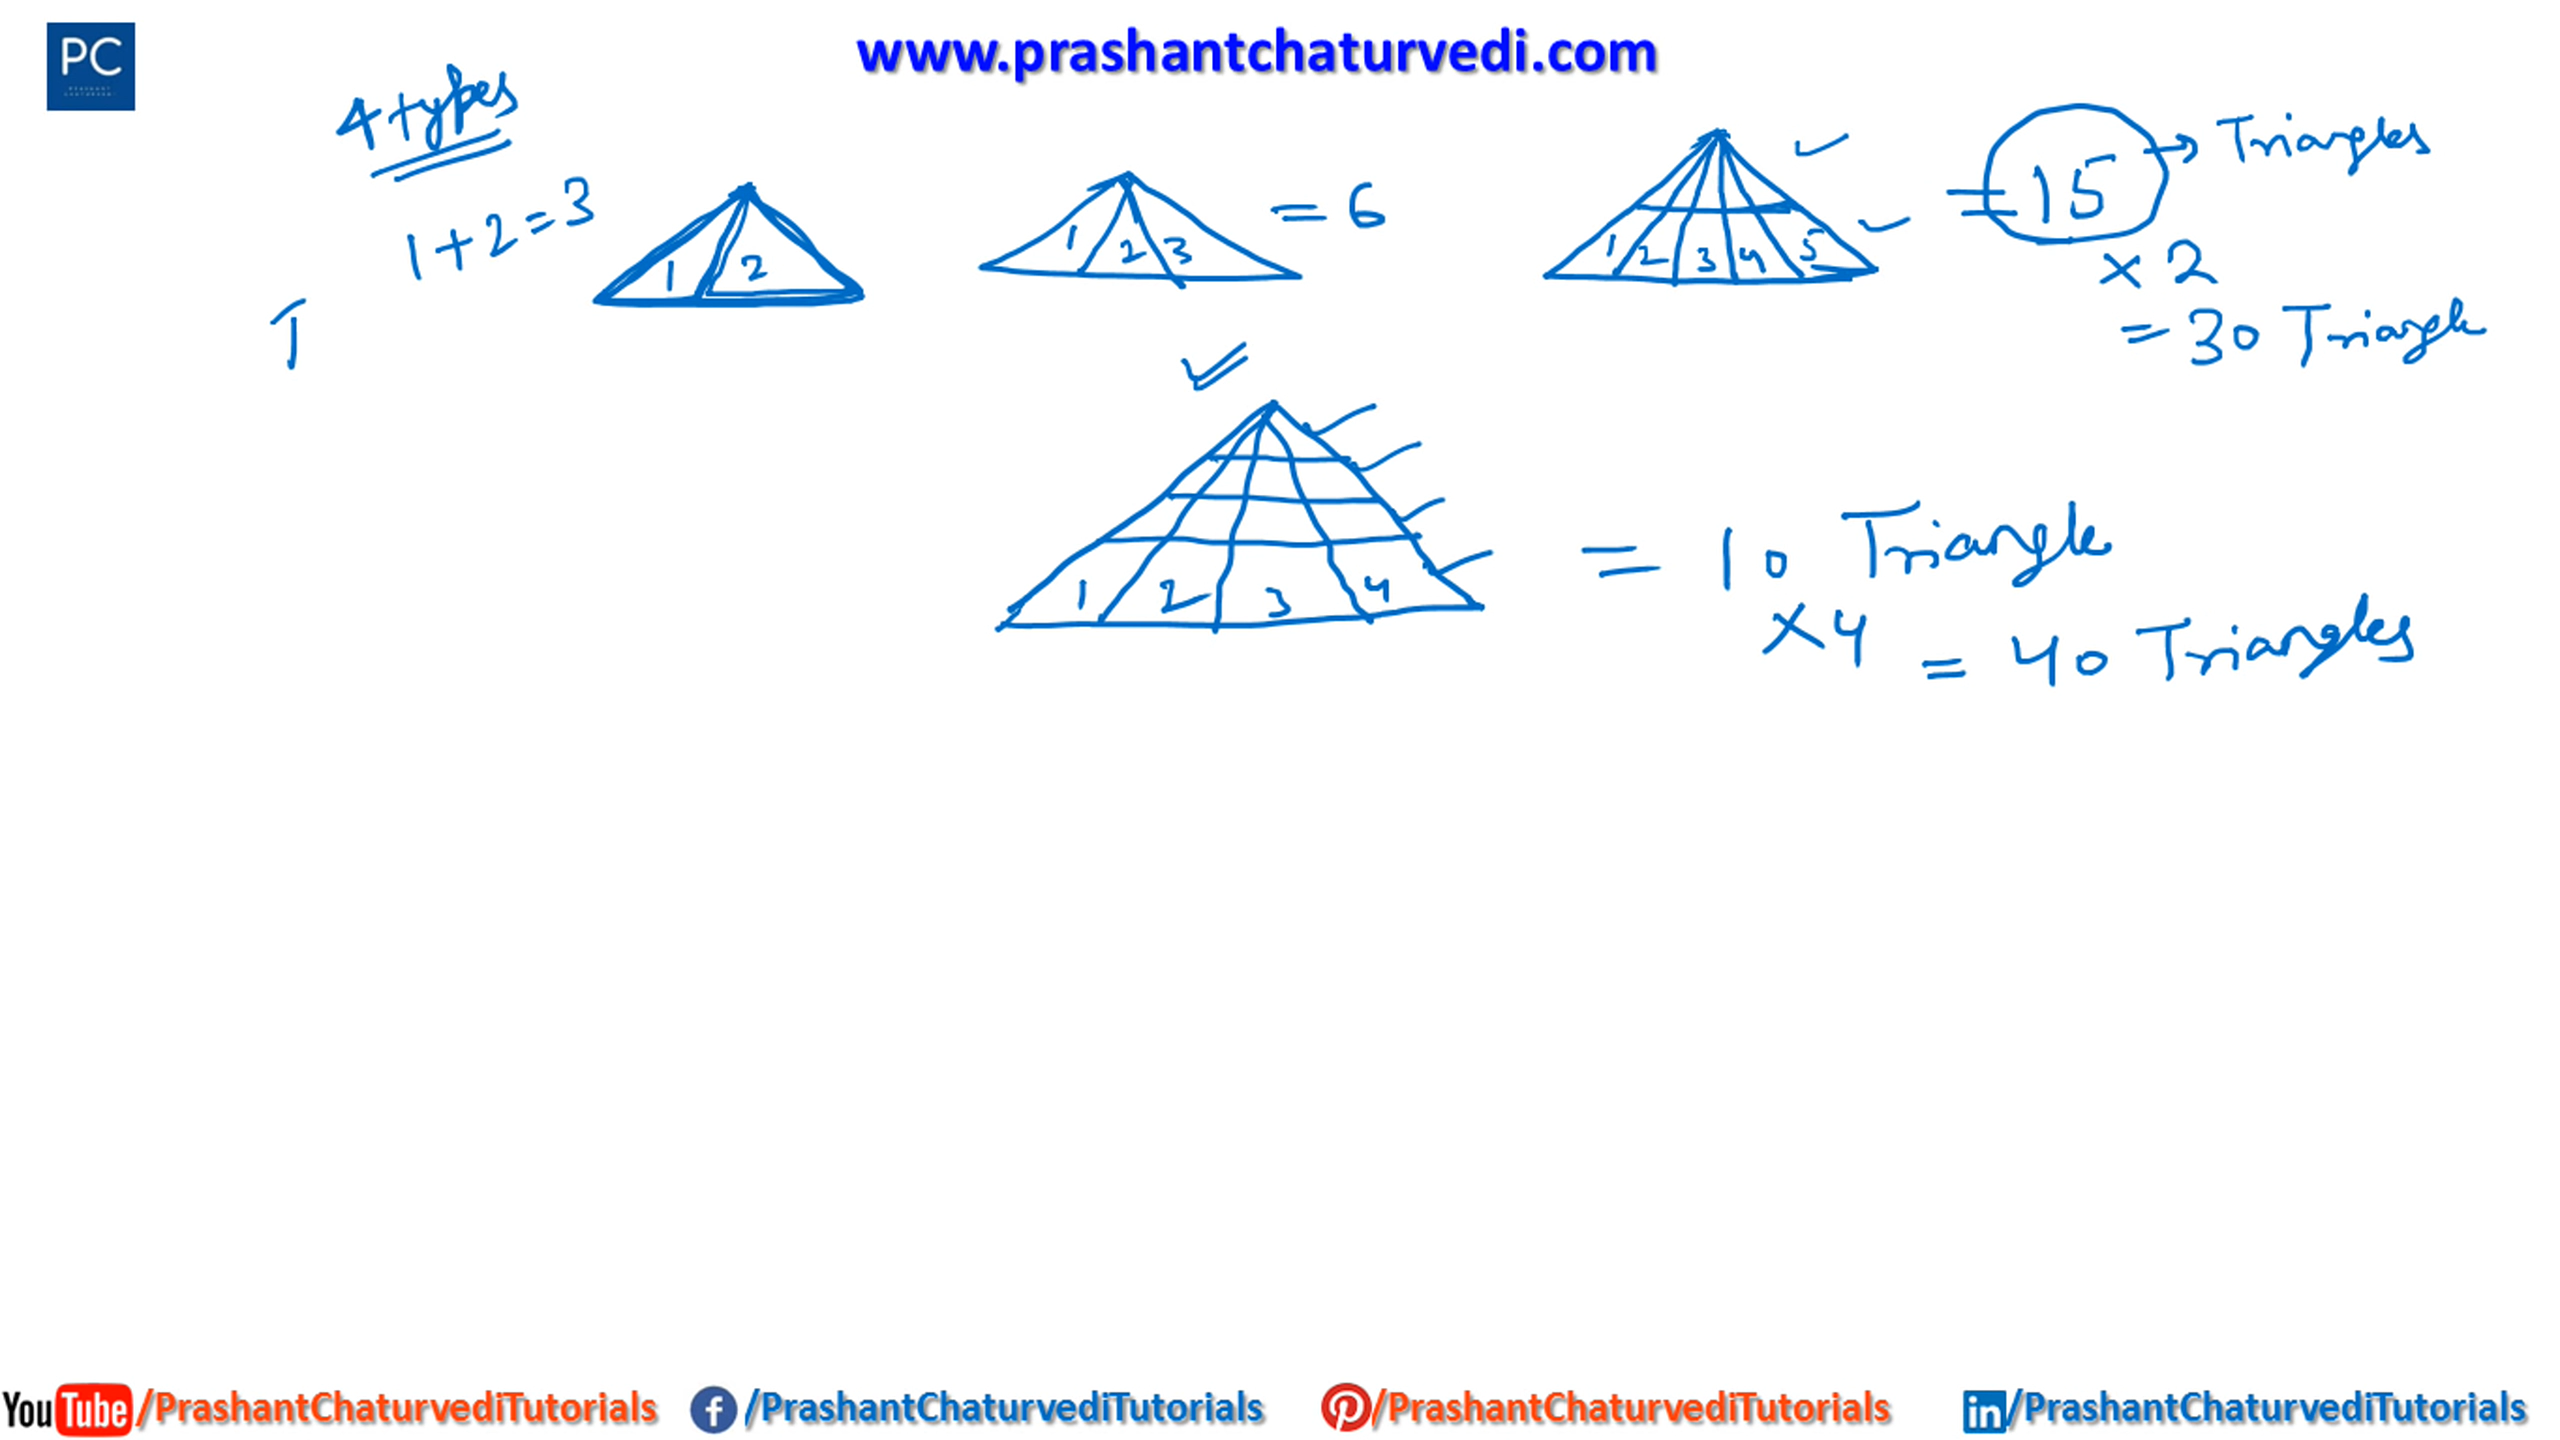 PC
www.prashantchaturvedi.com
4 types
1+2=3
1 2
1 2 3
= 6
1 2 3 4 5
= 15 → Triangles
× 2
= 30 Triangle
T
1 2 3 4
= 10 Triangle
×4 = 40 Triangles
YouTube /PrashantChaturvediTutorials f /PrashantChaturvediTutorials /PrashantChaturvediTutorials in /PrashantChaturvediTutorials